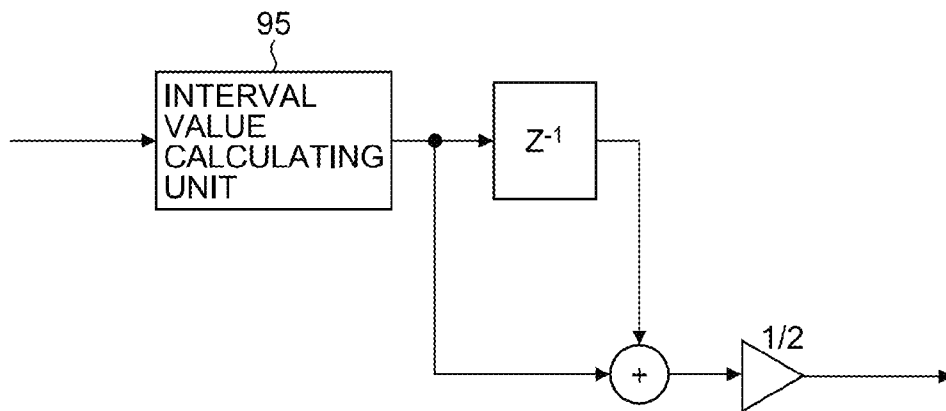 95
INTERVAL
VALUE
CALCULATING
UNIT
Z⁻¹
1/2
+